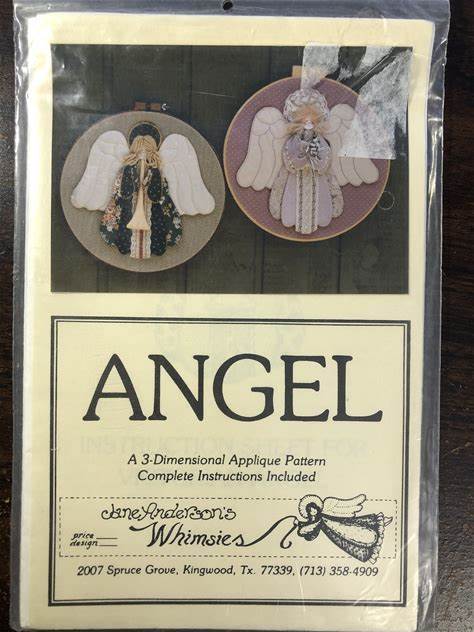 ANGEL
A 3-Dimensional Applique Pattern
Complete Instructions Included
Jane Anderson's
Whimsies
price
design
2007 Spruce Grove, Kingwood, Tx. 77339, (713) 358-4909